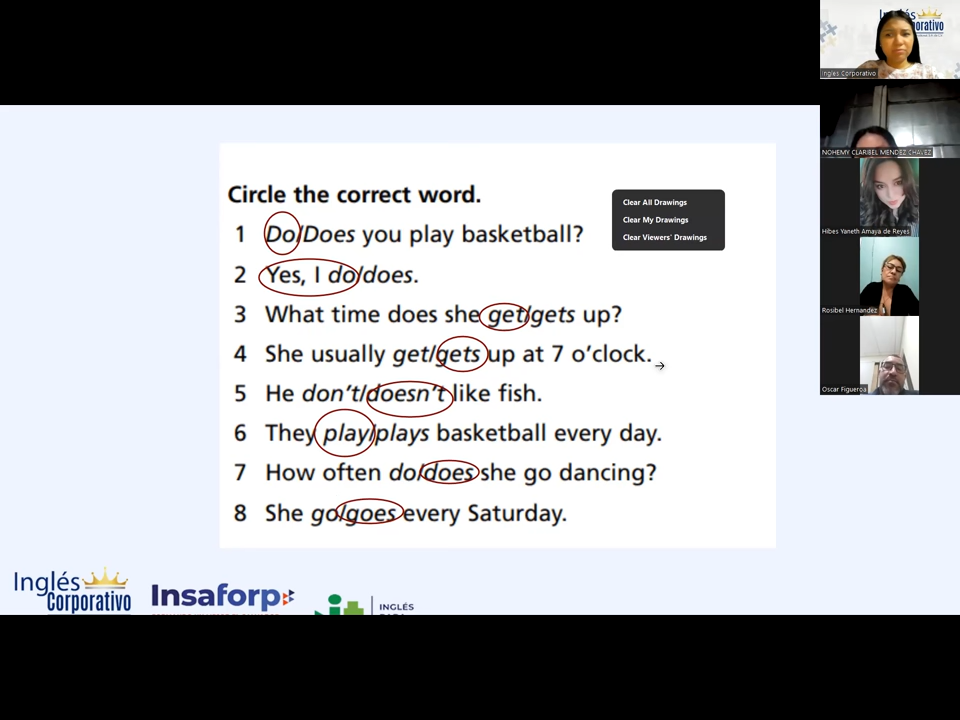 Inglés
Corporativo
Inglés Corporativo
NOHEMY CLARIBEL MENDEZ CHAVEZ
Hibes Yaneth Amaya de Reyes
Rosibel Hernandez
Oscar Figueroa
Circle the correct word.
1 Do/Does you play basketball?
2 Yes, I do/does.
3 What time does she get/gets up?
4 She usually get/gets up at 7 o'clock.
5 He don't/doesn't like fish.
6 They play/plays basketball every day.
7 How often do/does she go dancing?
8 She go/goes every Saturday.
Clear All Drawings
Clear My Drawings
Clear Viewers' Drawings
Inglés
Corporativo
Insaforp
INGLÉS